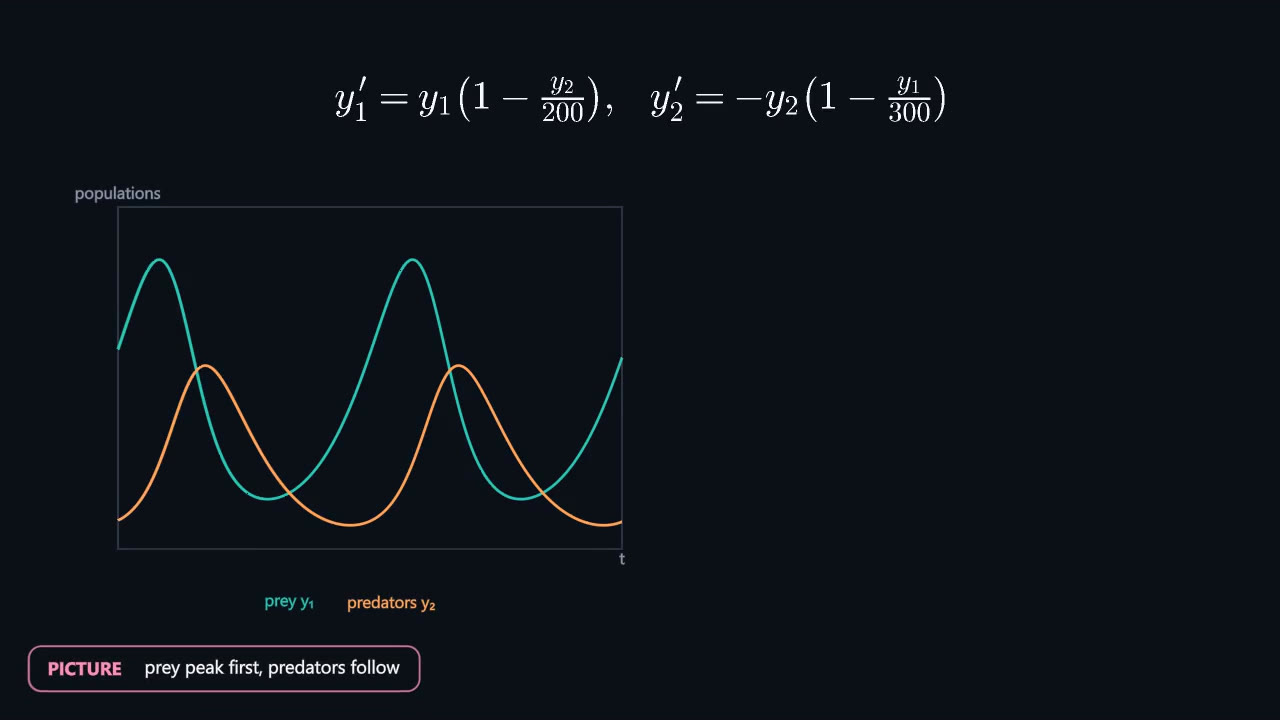 y₁′ = y₁(1 − y₂/200),   y₂′ = −y₂(1 − y₁/300)
populations
t
prey y₁   predators y₂
PICTURE   prey peak first, predators follow